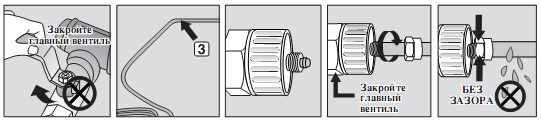 Закройте
главный вентиль
3
Закройте
главный
вентиль
БЕЗ
ЗАЗОРА